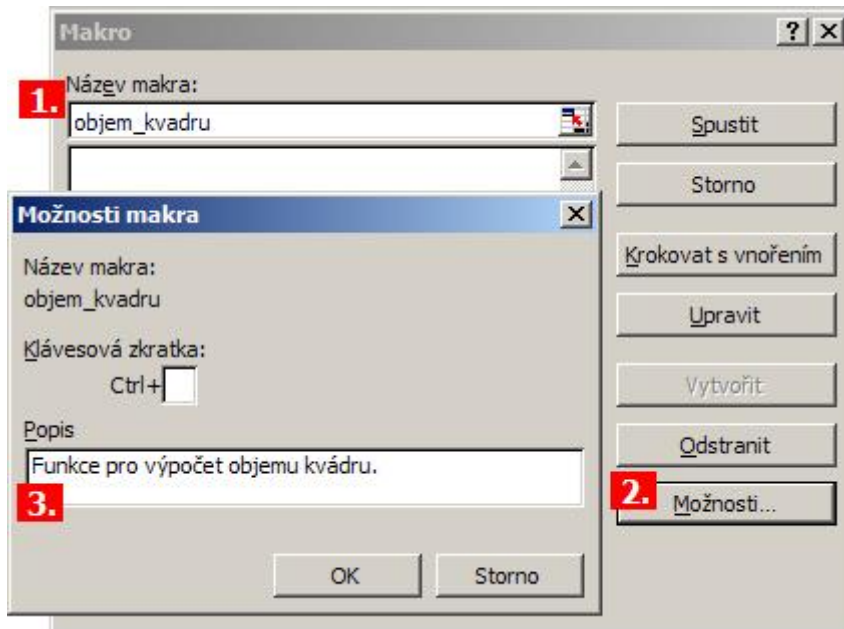 Makro
Název makra:
1.
objem_kvadru
Spustit
Storno
Možnosti makra
Název makra:
objem_kvadru
Krokovat s vnořením
Upravit
Klávesová zkratka:
Ctrl+
Vytvořit
Popis
Funkce pro výpočet objemu kvádru.
3.
Odstranit
2.
Možnosti...
OK
Storno